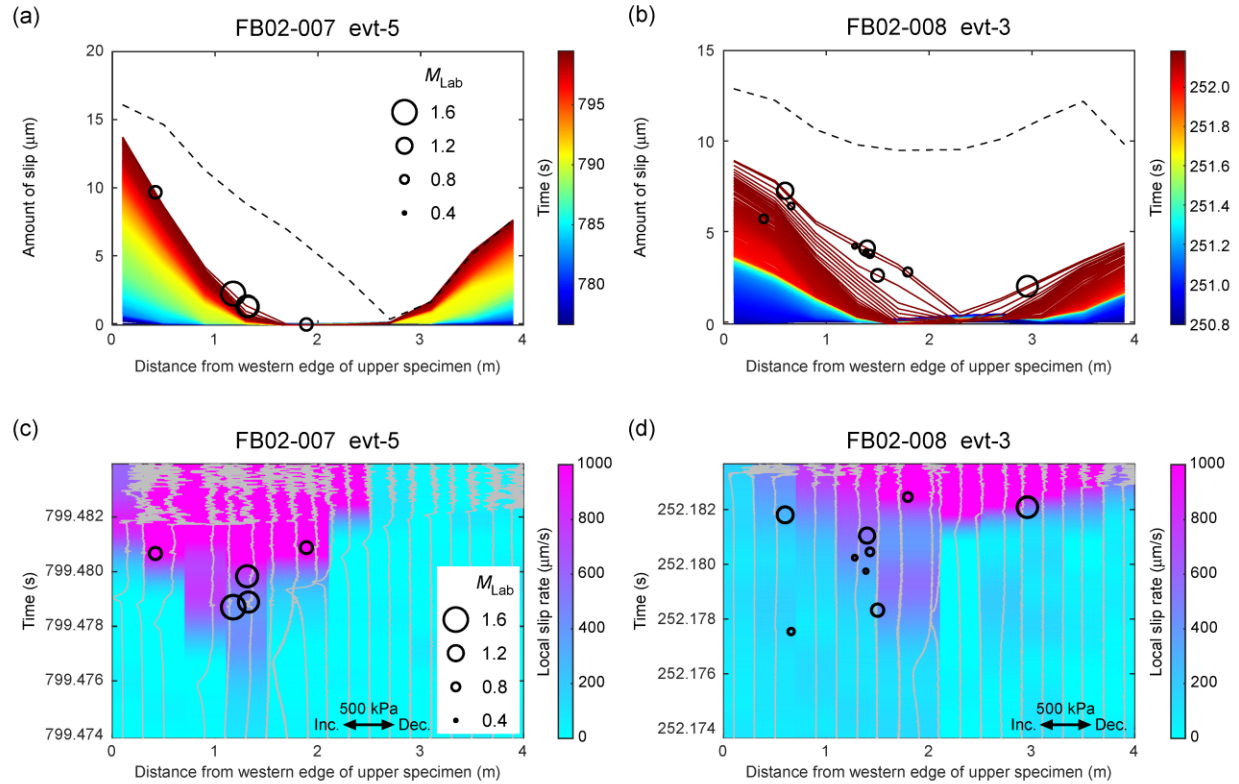 (a)
FB02-007 evt-5
Amount of slip (μm)
20
15
10
5
0
0
1
2
3
4
Distance from western edge of upper specimen (m)
M Lab
1.6
1.2
0.8
0.4
Time (s)
795
790
785
780
(b)
FB02-008 evt-3
Amount of slip (μm)
15
10
5
0
0
1
2
3
4
Distance from western edge of upper specimen (m)
Time (s)
252.0
251.8
251.6
251.4
251.2
251.0
250.8
(c)
FB02-007 evt-5
Time (s)
799.482
799.480
799.478
799.476
799.474
0
1
2
3
4
Distance from western edge of upper specimen (m)
M Lab
1.6
1.2
0.8
0.4
500 kPa
Inc. Dec.
Local slip rate (μm/s)
1000
800
600
400
200
0
(d)
FB02-008 evt-3
Time (s)
252.182
252.180
252.178
252.176
252.174
0
1
2
3
4
Distance from western edge of upper specimen (m)
500 kPa
Inc. Dec.
Local slip rate (μm/s)
1000
800
600
400
200
0